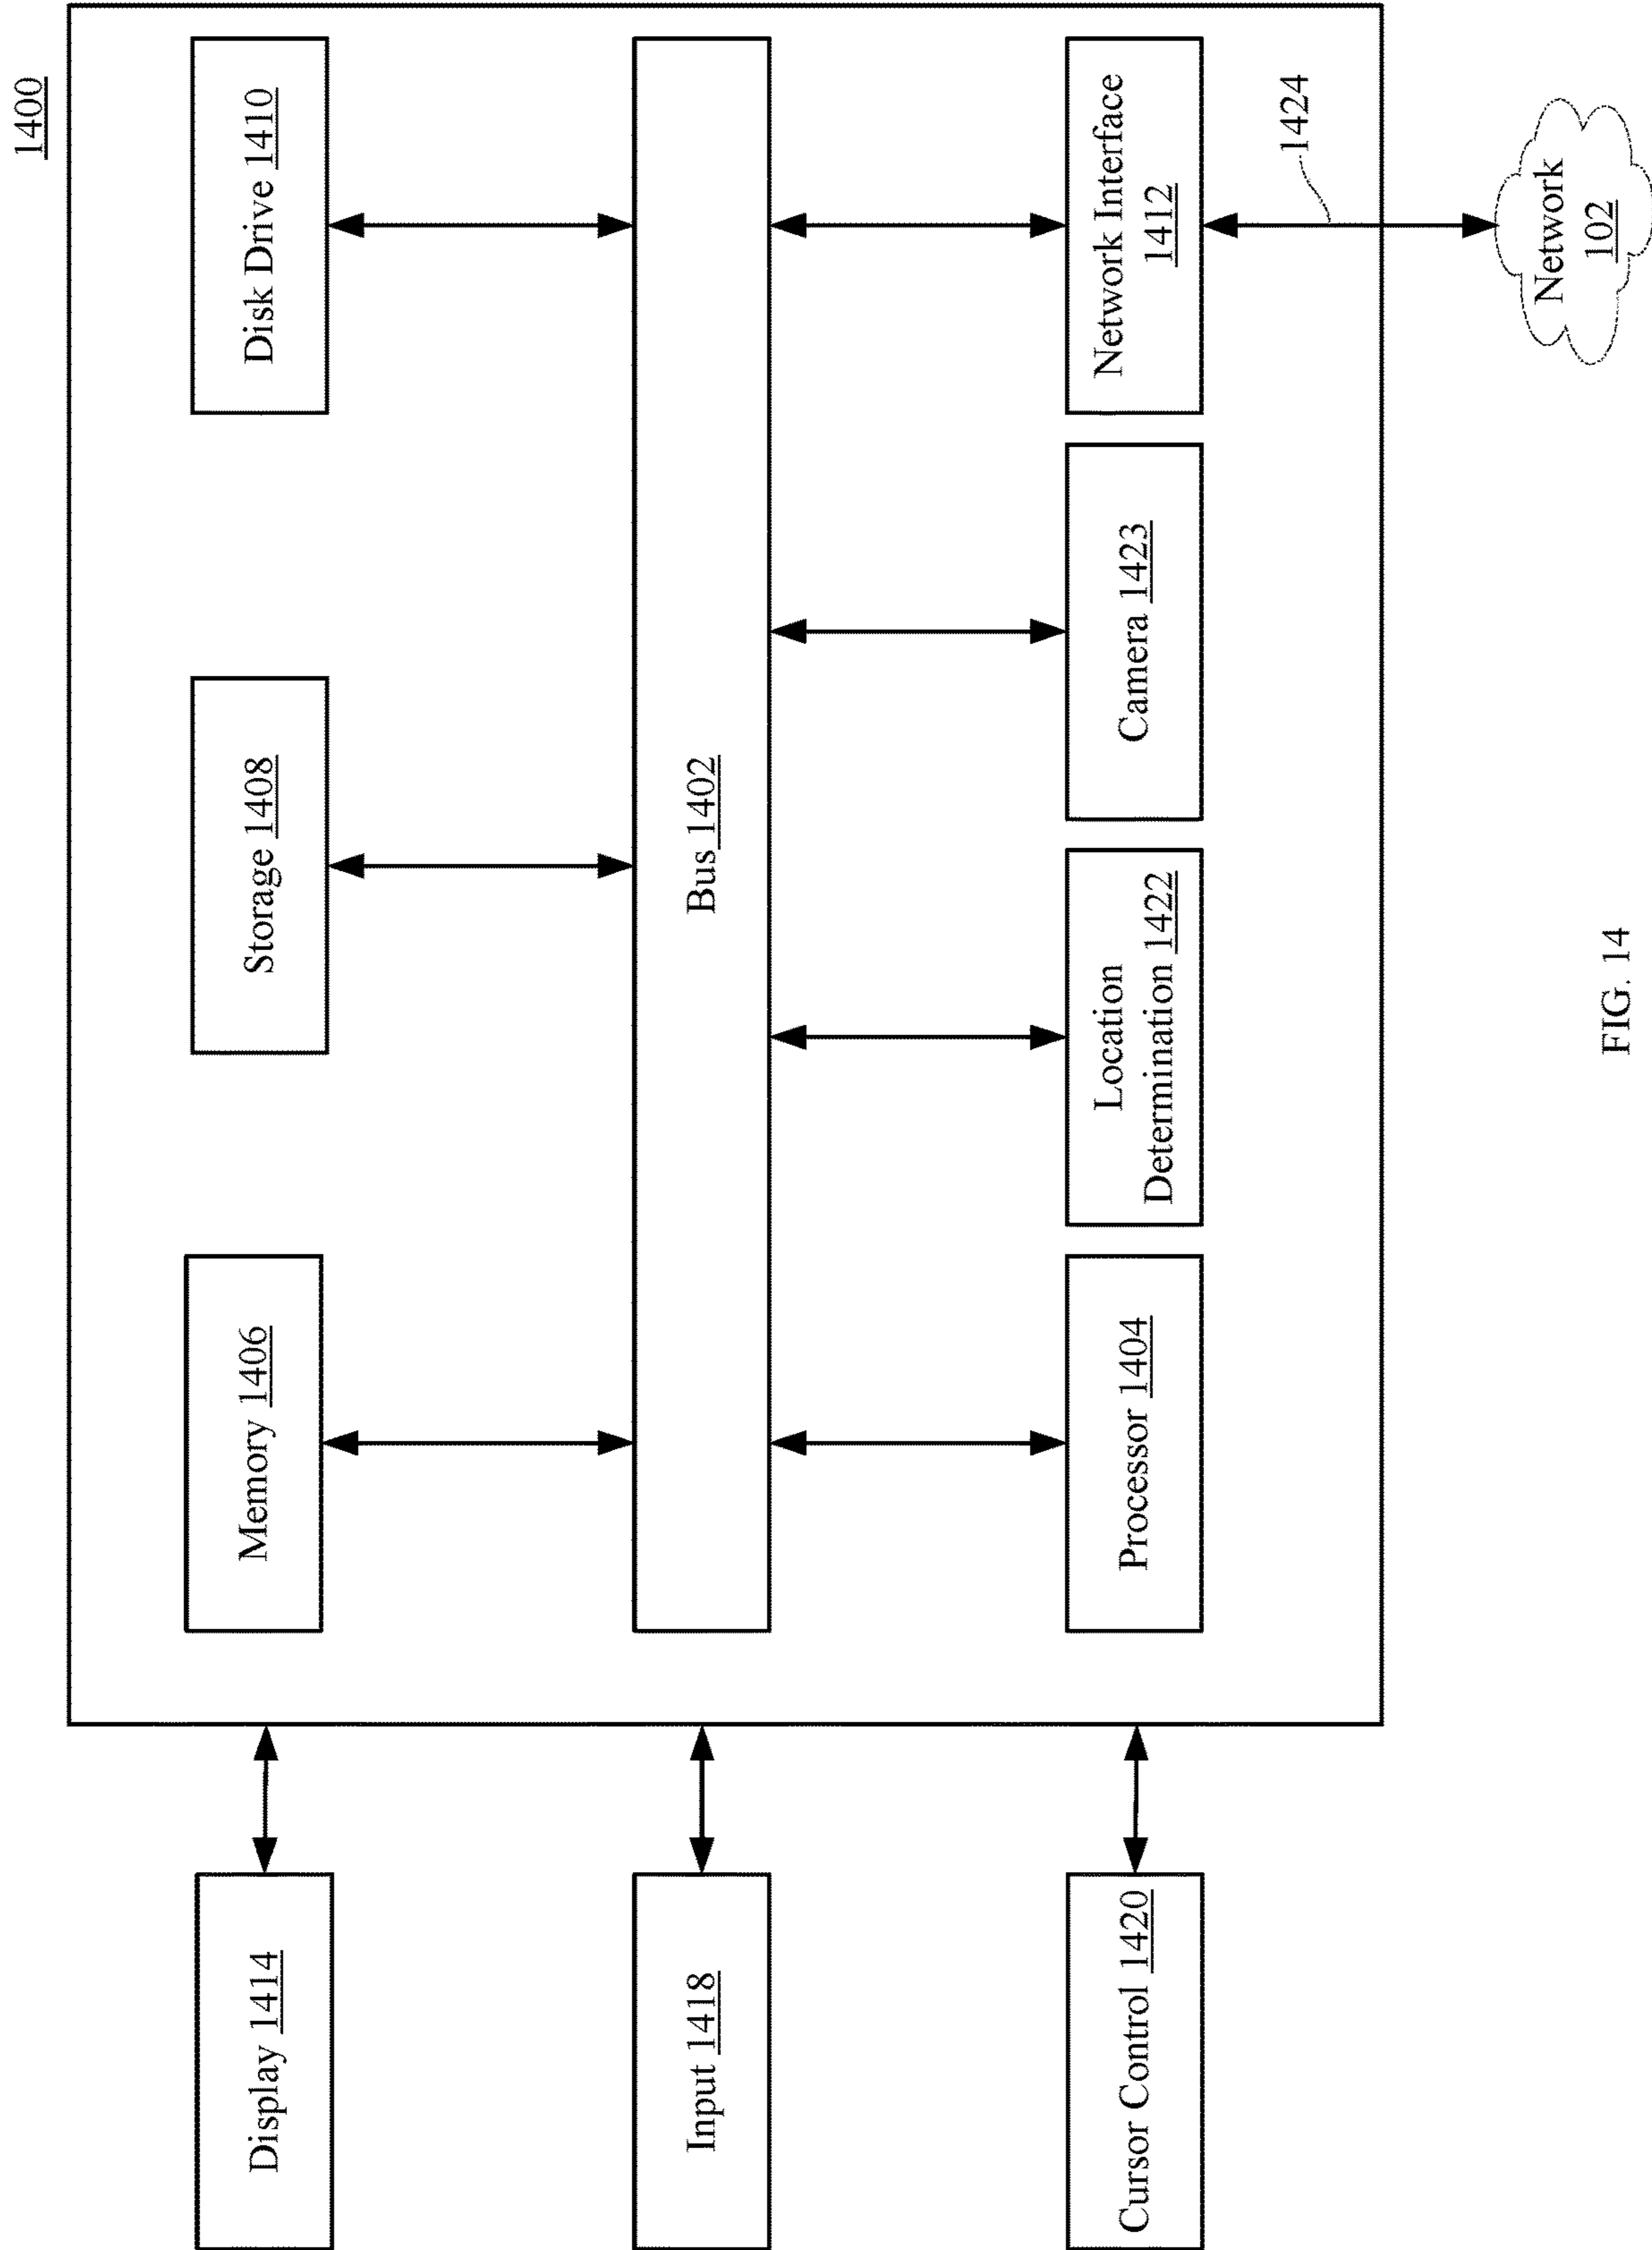 1400
Display 1414
Memory 1406
Storage 1408
Disk Drive 1410
Input 1418
Bus 1402
Cursor Control 1420
Processor 1404
Location
Determination 1422
Camera 1423
Network Interface
1412
1424
Network
102
FIG. 14